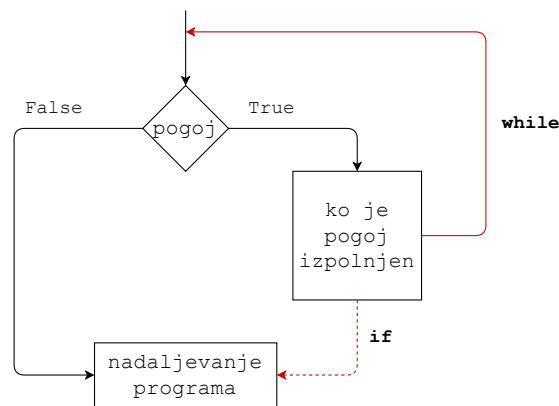 False
True
pogoj
while
ko je
pogoj
izpolnjen
if
nadaljevanje
programa